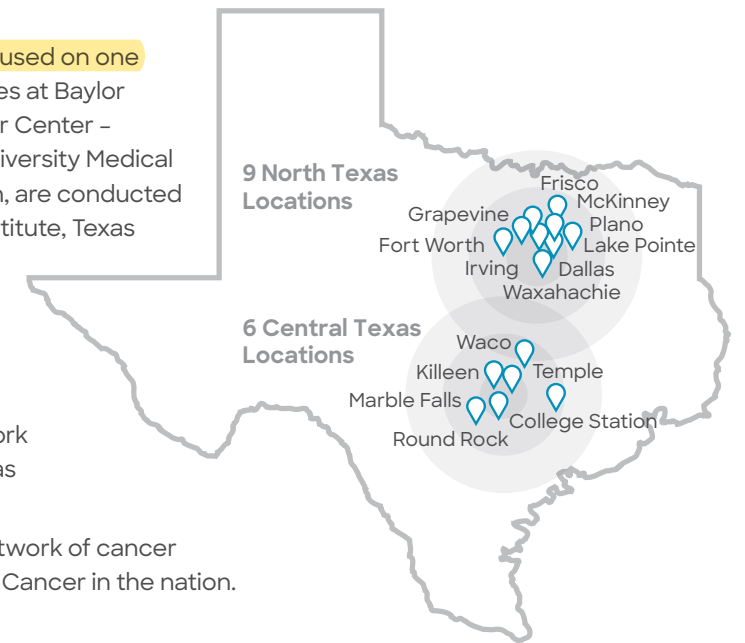 used on one
es at Baylor
r Center –
iversity Medical
n, are conducted
titute, Texas
ork
as
twork of cancer
Cancer in the nation.
9 North Texas
Locations
Frisco
McKinney
Grapevine
Plano
Fort Worth
Lake Pointe
Irving
Dallas
Waxahachie
6 Central Texas
Locations
Waco
Killeen
Temple
Marble Falls
College Station
Round Rock